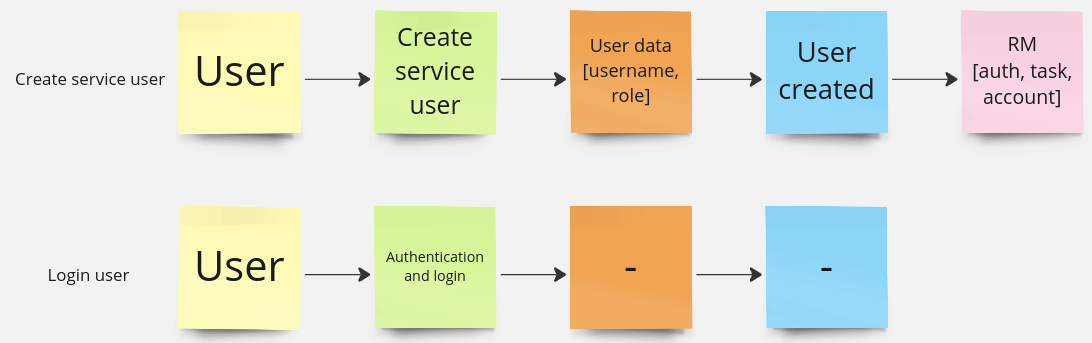 Create service user
User
Create
service
user
User data
[username,
role]
User
created
RM
[auth, task,
account]
Login user
User
Authentication
and login
-
-